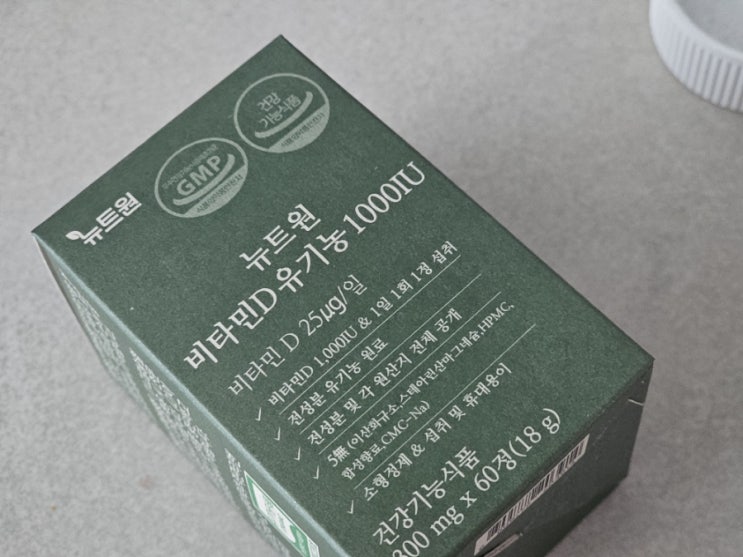 뉴트원
GMP
건강
기능식품
뉴트원
비타민D 유기농 1000IU
비타민 D 25μg/일
✓ 비타민D 1,000IU & 1일 1회 1정 섭취
✓ 전성분 유기농 원료
✓ 전성분 및 각 원산지 전체 공개
✓ 5無 (이산화규소,스테아린산마그네슘,HPMC,
합성향료,CMC-Na)
✓ 소형정제 & 섭취 및 휴대용이
건강기능식품
300 mg x 60정(18 g)